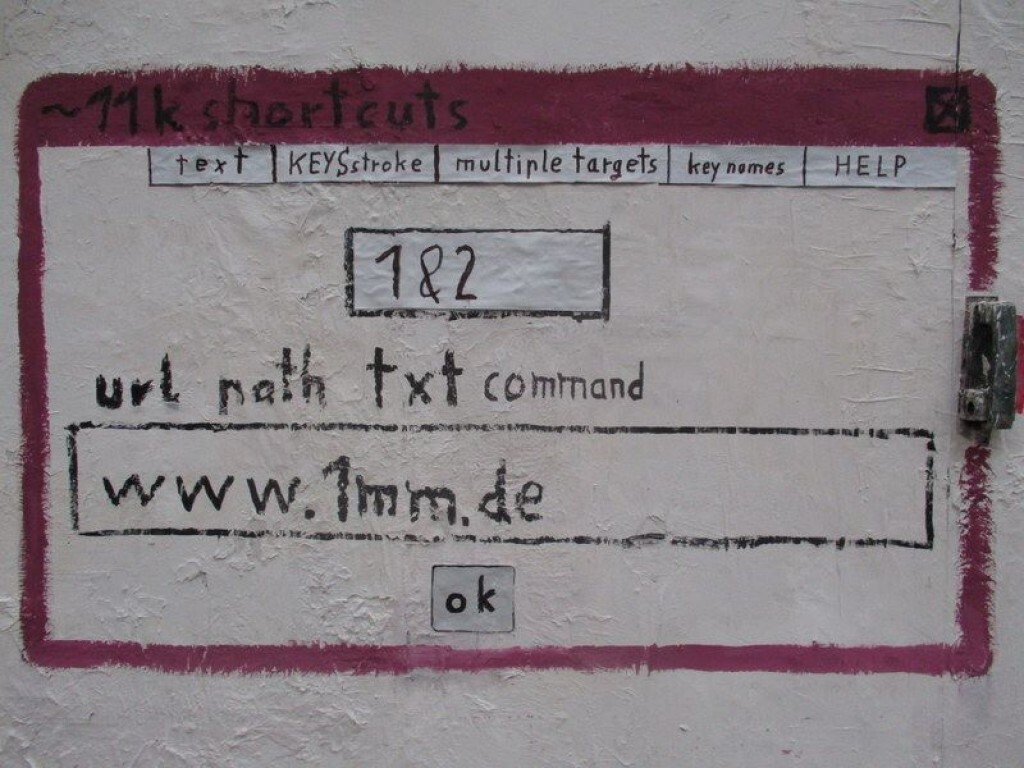 ~11k shortcuts
text KEYSstroke multiple targets key names HELP
1&2
url path txt command
www.1mm.de
ok